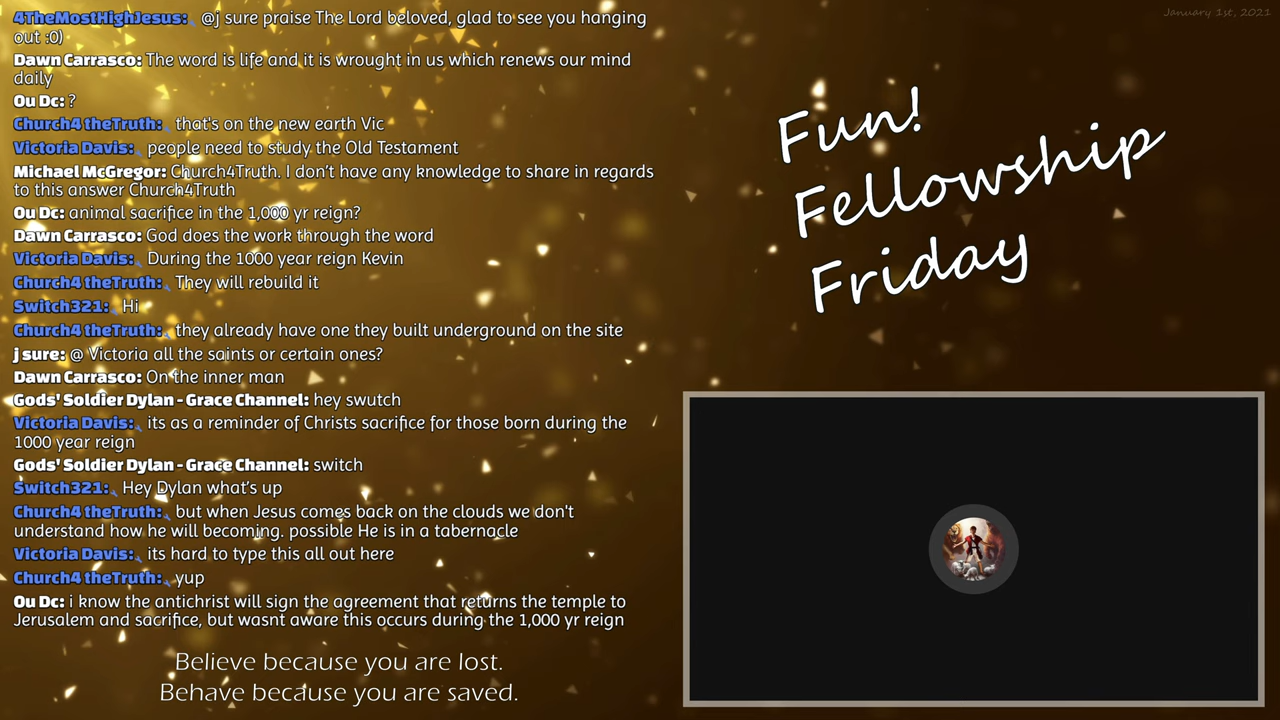 4TheMostHighJesus: @j sure praise The Lord beloved, glad to see you hanging
out :0)
Dawn Carrasco: The word is life and it is wrought in us which renews our mind
daily
Ou Dc: ?
Church4 theTruth: that's on the new earth Vic
Victoria Davis: people need to study the Old Testament
Michael McGregor: Church4Truth. I don't have any knowledge to share in regards
to this answer Church4Truth
Ou Dc: animal sacrifice in the 1,000 yr reign?
Dawn Carrasco: God does the work through the word
Victoria Davis: During the 1000 year reign Kevin
Church4 theTruth: They will rebuild it
Switch321: Hi
Church4 theTruth: they already have one they built underground on the site
j sure: @ Victoria all the saints or certain ones?
Dawn Carrasco: On the inner man
Gods' Soldier Dylan - Grace Channel: hey swutch
Victoria Davis: its as a reminder of Christs sacrifice for those born during the
1000 year reign
Gods' Soldier Dylan - Grace Channel: switch
Switch321: Hey Dylan what's up
Church4 theTruth: but when Jesus comes back on the clouds we don't
understand how he will becoming. possible He is in a tabernacle
Victoria Davis: its hard to type this all out here
Church4 theTruth: yup
Ou Dc: i know the antichrist will sign the agreement that returns the temple to
Jerusalem and sacrifice, but wasnt aware this occurs during the 1,000 yr reign
Believe because you are lost.
Behave because you are saved.
January 1st, 2021
Fun!
Fellowship
Friday